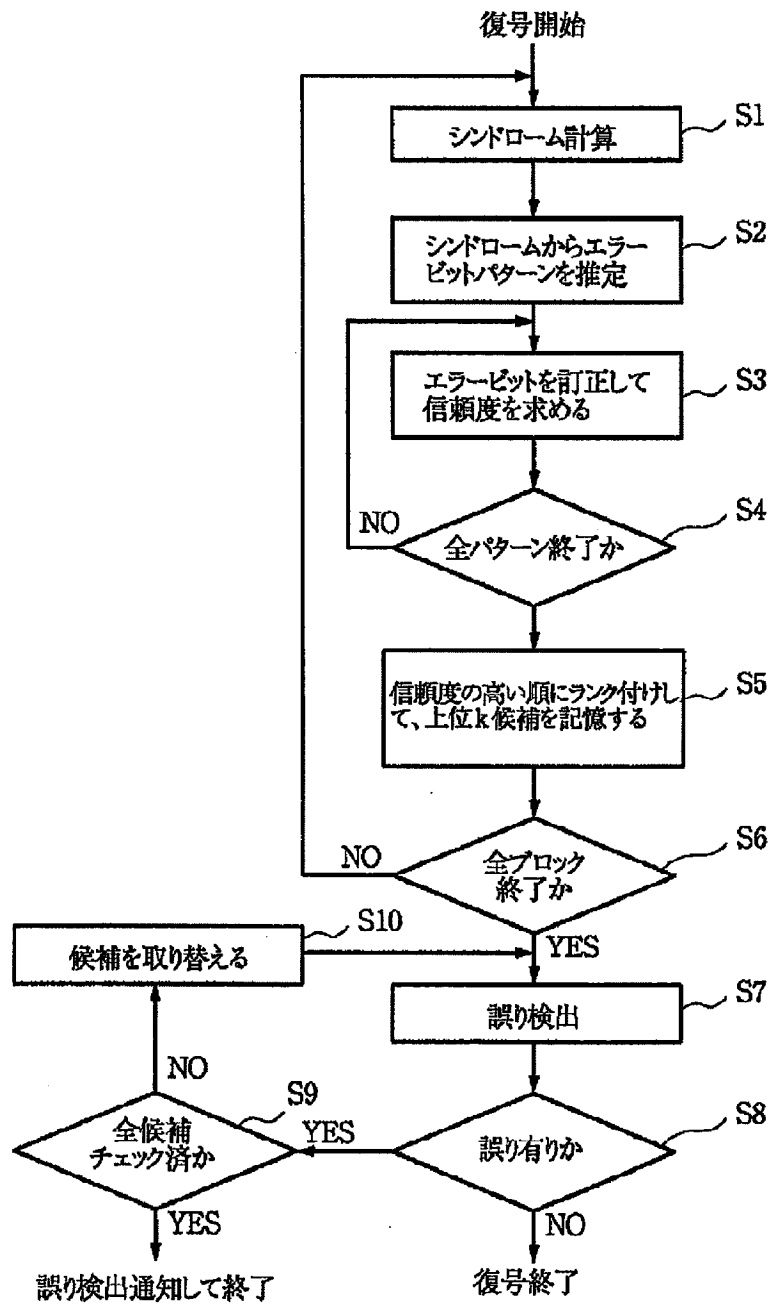 復号開始
シンドローム計算
S1
シンドロームからエラー
ビットパターンを推定
S2
エラービットを訂正して
信頼度を求める
S3
全パターン終了か
S4
NO
信頼度の高い順にランク付けし
て、上位k候補を記憶する
S5
全ブロック
終了か
S6
NO
YES
候補を取り替える
S10
誤り検出
S7
NO
全候補
チェック済か
S9
YES
誤り有りか
S8
YES
NO
誤り検出通知して終了
復号終了